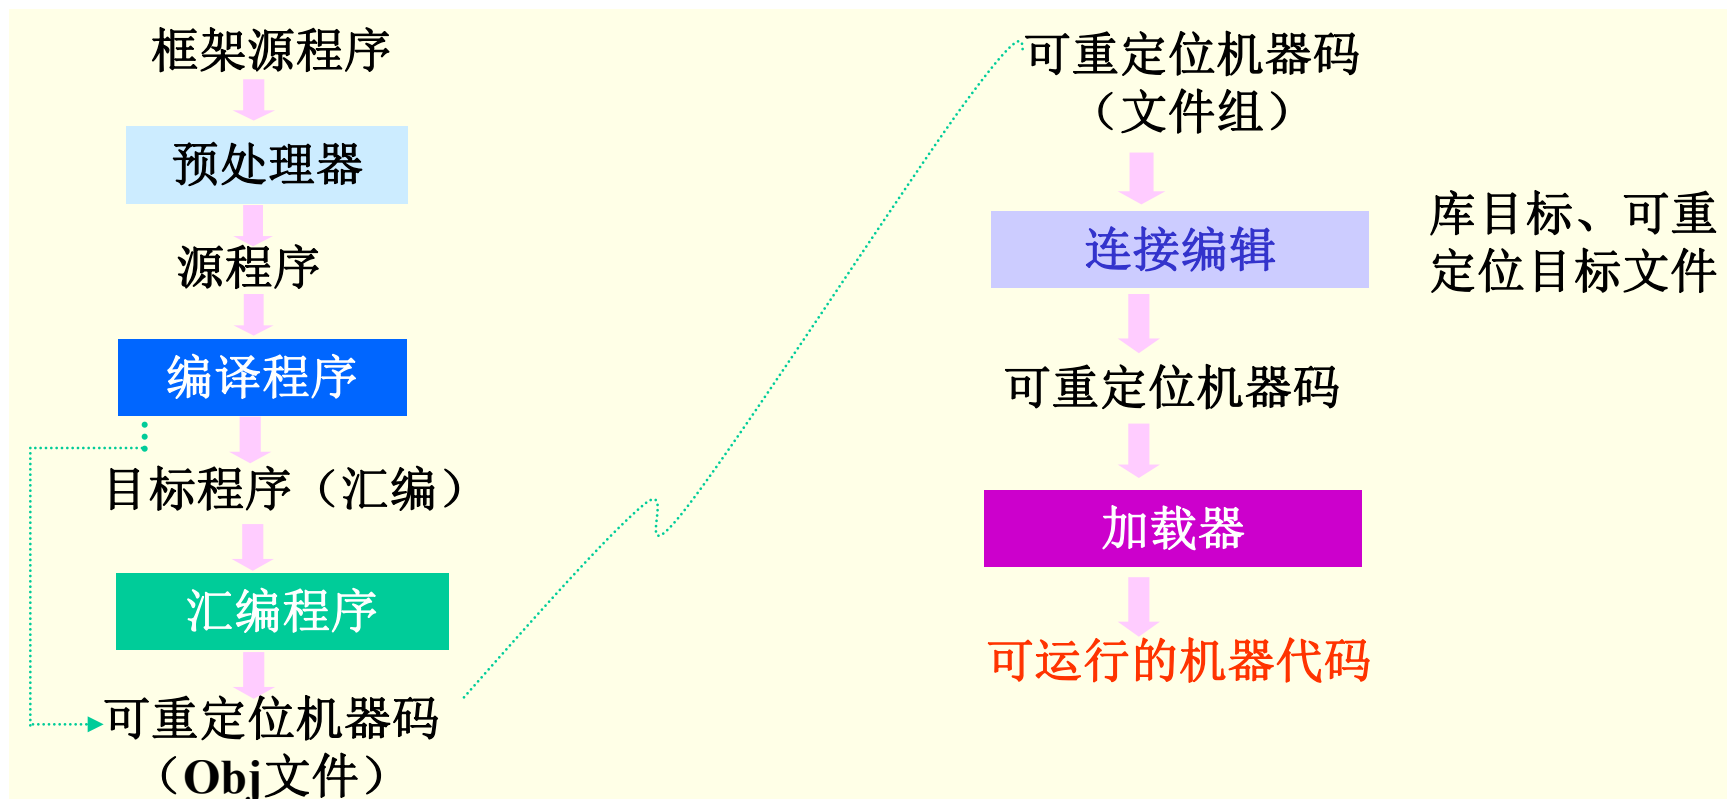 框架源程序
预处理器
源程序
编译程序
目标程序（汇编）
汇编程序
可重定位机器码
（Obj文件）
可重定位机器码
（文件组）
连接编辑
库目标、可重
定位目标文件
可重定位机器码
加载器
可运行的机器代码